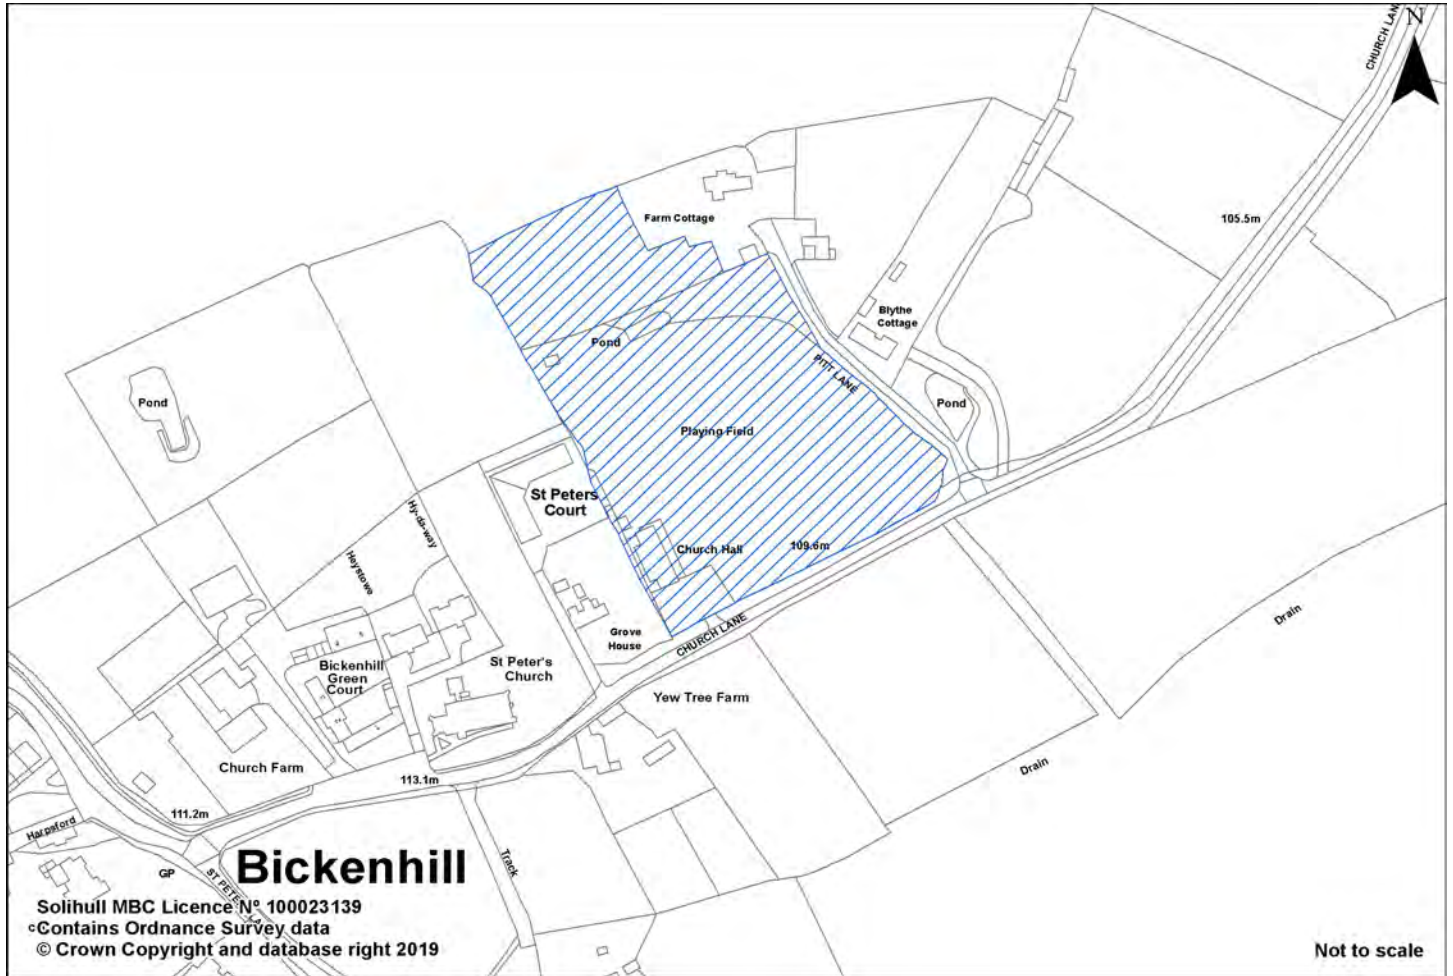 CHURCH LANE
N
Farm Cottage
105.5m
Blythe
Cottage
Pond
PITT LANE
Pond
Pond
Playing Field
St Peters
Court
Hy-da-way
Heystowe
Church Hall
109.6m
Drain
Grove
House
CHURCH LANE
Bickenhill
Green
Court
St Peter's
Church
Yew Tree Farm
Drain
Church Farm
113.1m
111.2m
Harpsford
Track
GP
Bickenhill
Solihull MBC Licence Nº 100023139
cContains Ordnance Survey data
© Crown Copyright and database right 2019
Not to scale